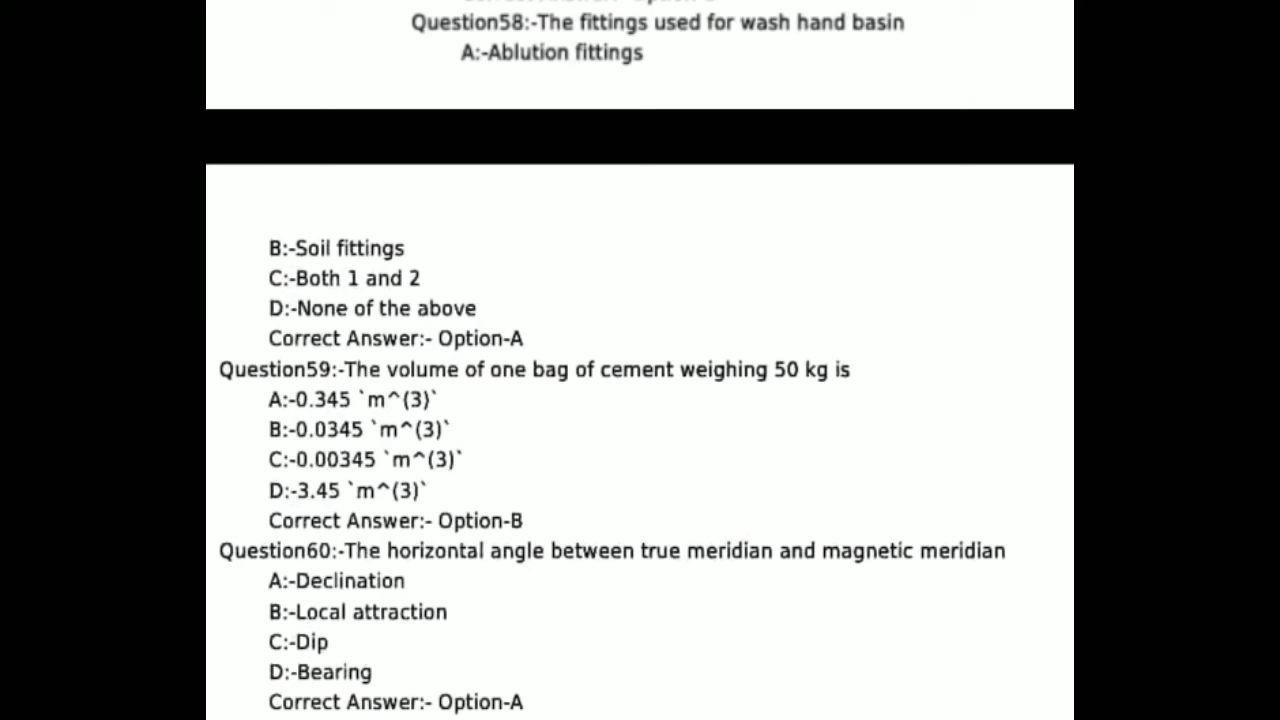 Question58:-The fittings used for wash hand basin
A:-Ablution fittings
B:-Soil fittings
C:-Both 1 and 2
D:-None of the above
Correct Answer:- Option-A
Question59:-The volume of one bag of cement weighing 50 kg is
A:-0.345 `m^(3)`
B:-0.0345 `m^(3)`
C:-0.00345 `m^(3)`
D:-3.45 `m^(3)`
Correct Answer:- Option-B
Question60:-The horizontal angle between true meridian and magnetic meridian
A:-Declination
B:-Local attraction
C:-Dip
D:-Bearing
Correct Answer:- Option-A